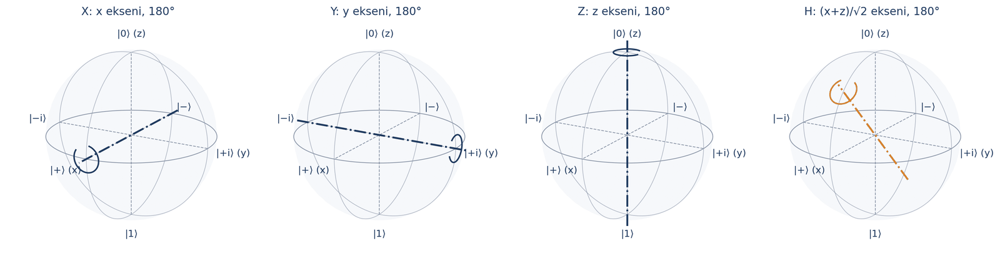 X: x ekseni, 180°
|0⟩ (z)
|−⟩
|−i⟩
|+i⟩ (y)
|+⟩ (x)
|1⟩
Y: y ekseni, 180°
|0⟩ (z)
|−⟩
|−i⟩
|+i⟩ (y)
|+⟩ (x)
|1⟩
Z: z ekseni, 180°
|0⟩ (z)
|−⟩
|−i⟩
|+i⟩ (y)
|+⟩ (x)
|1⟩
H: (x+z)/√2 ekseni, 180°
|0⟩ (z)
|−⟩
|−i⟩
|+i⟩ (y)
|+⟩ (x)
|1⟩